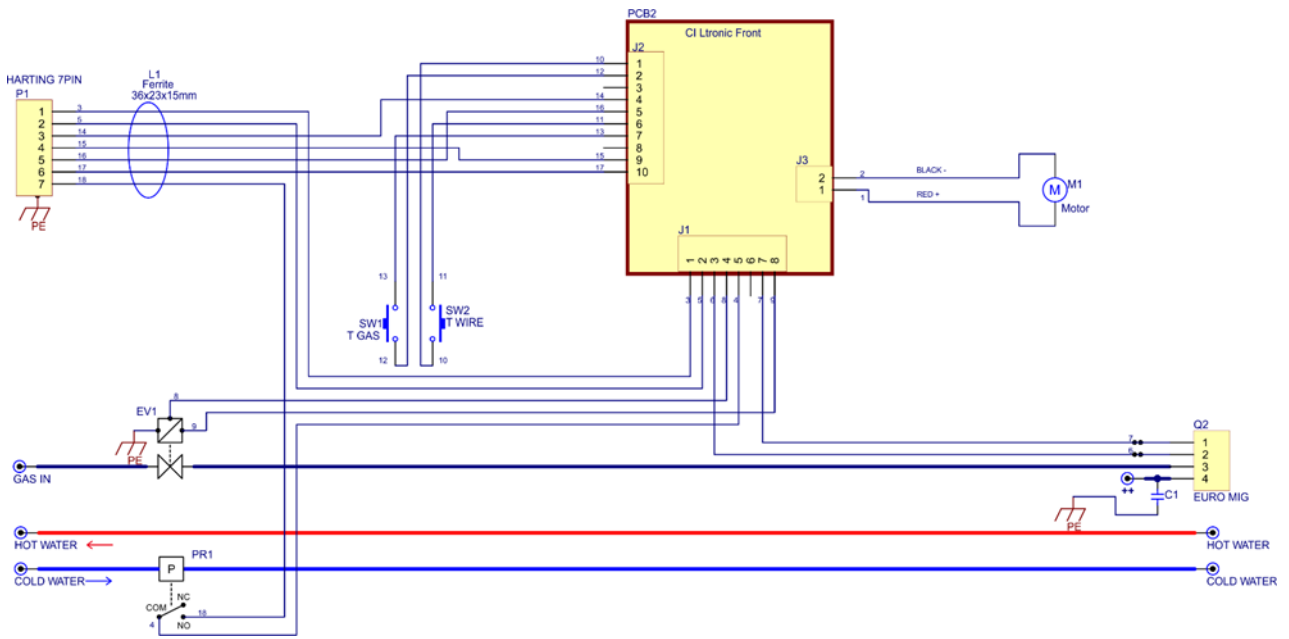 PCB2
CI Ltronic Front
J2
HARTING 7PIN
P1
L1
Ferrite
36x23x15mm
1 3
2 5
3 14
4 15
5 16
6 17
7 18
PE
10 1
12 2
3
14 4
16 5
11 6
13 7
8
15 9
17 10
J3
2 2 BLACK -
1 1 RED +
M M1
Motor
J1
1 2 3 4 5 6 7 8
3 5 6 8 4 7 9
13 11
SW1
T GAS
SW2
T WIRE
12 10
EV1
8
9
PE
GAS IN
Q2
7 1
6 2
3
4
++
C1
EURO MIG
PE
HOT WATER
HOT WATER
PR1
P
COLD WATER
COLD WATER
COM
NC
NO
18
4